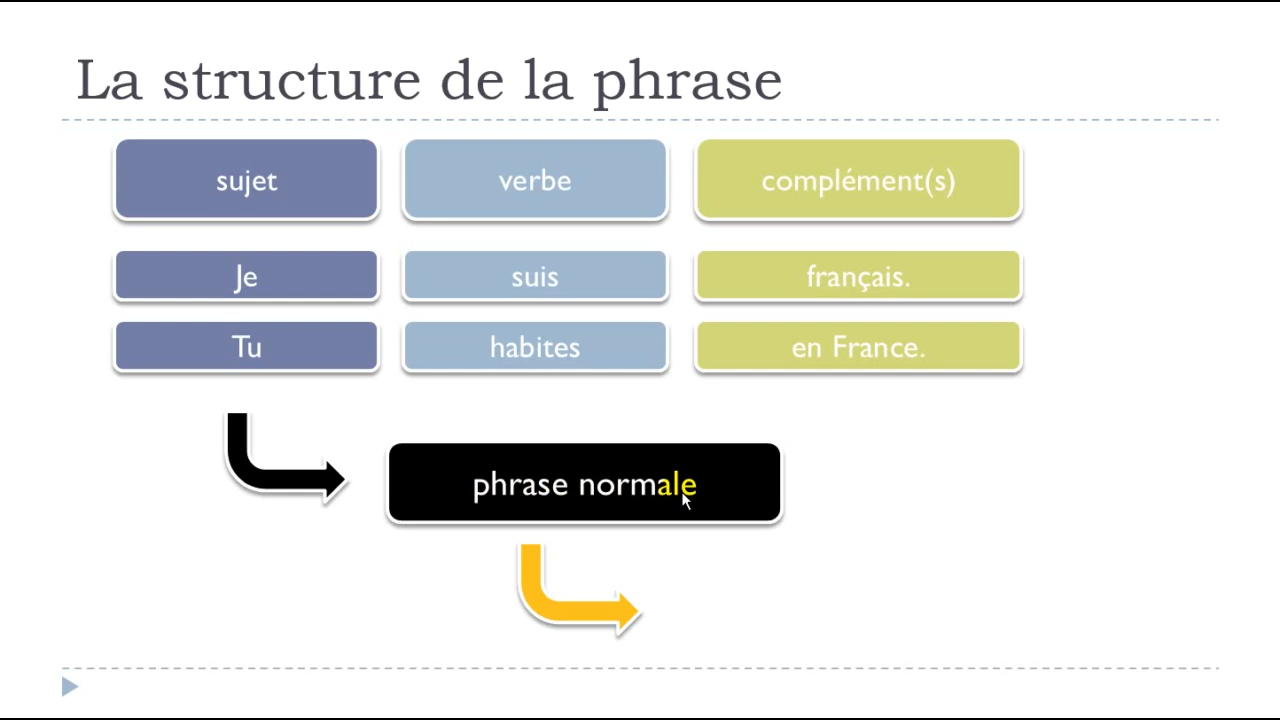 La structure de la phrase
sujet verbe complément(s)
Je suis français.
Tu habites en France.
phrase normale